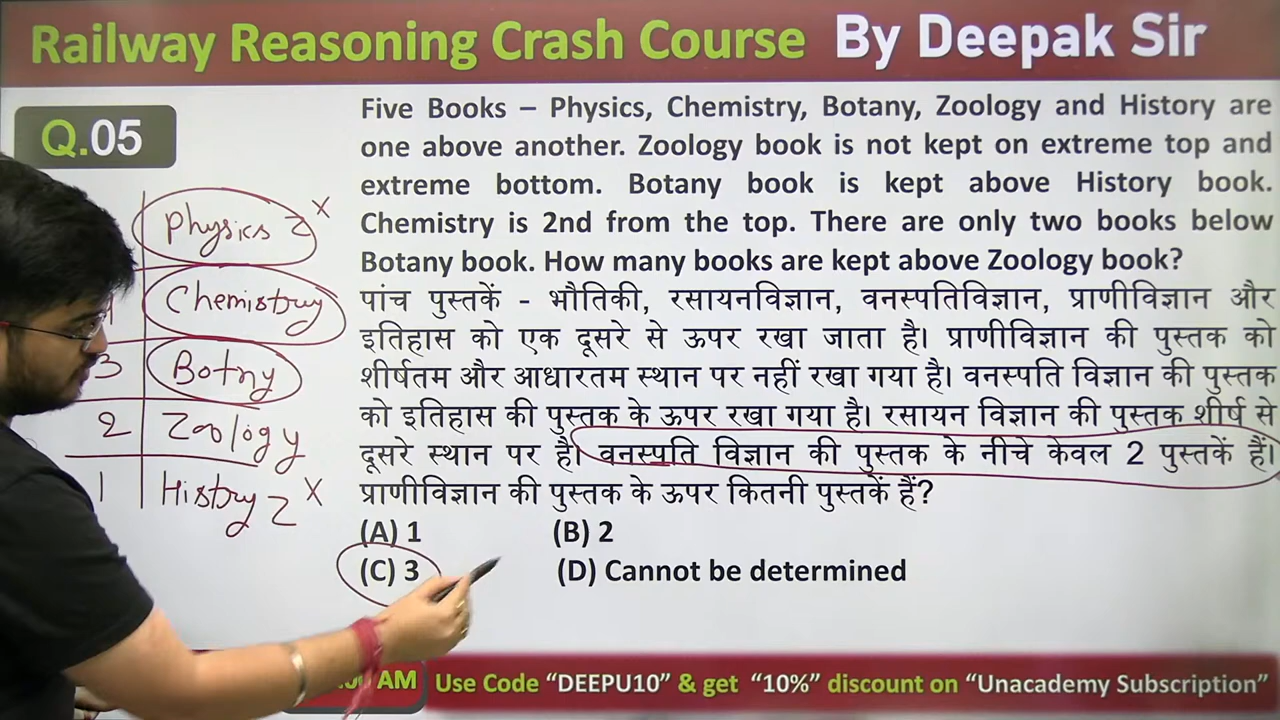 Railway Reasoning Crash Course By Deepak Sir
Q.05
Five Books – Physics, Chemistry, Botany, Zoology and History are
one above another. Zoology book is not kept on extreme top and
extreme bottom. Botany book is kept above History book.
Chemistry is 2nd from the top. There are only two books below
Botany book. How many books are kept above Zoology book?
पांच पुस्तकें - भौतिकी, रसायनविज्ञान, वनस्पतिविज्ञान, प्राणीविज्ञान और
इतिहास को एक दूसरे से ऊपर रखा जाता है। प्राणीविज्ञान की पुस्तक को
शीर्षतम और आधारतम स्थान पर नहीं रखा गया है। वनस्पति विज्ञान की पुस्तक
को इतिहास की पुस्तक के ऊपर रखा गया है। रसायन विज्ञान की पुस्तक शीर्ष से
दूसरे स्थान पर है। वनस्पति विज्ञान की पुस्तक के नीचे केवल 2 पुस्तकें हैं।
प्राणीविज्ञान की पुस्तक के ऊपर कितनी पुस्तकें हैं?
(A) 1 (B) 2
(C) 3 (D) Cannot be determined
Physics Z x
Chemistry
3 Botny
2 Zoology
1 Histry Z x
AM Use Code “DEEPU10” & get “10%” discount on “Unacademy Subscription”